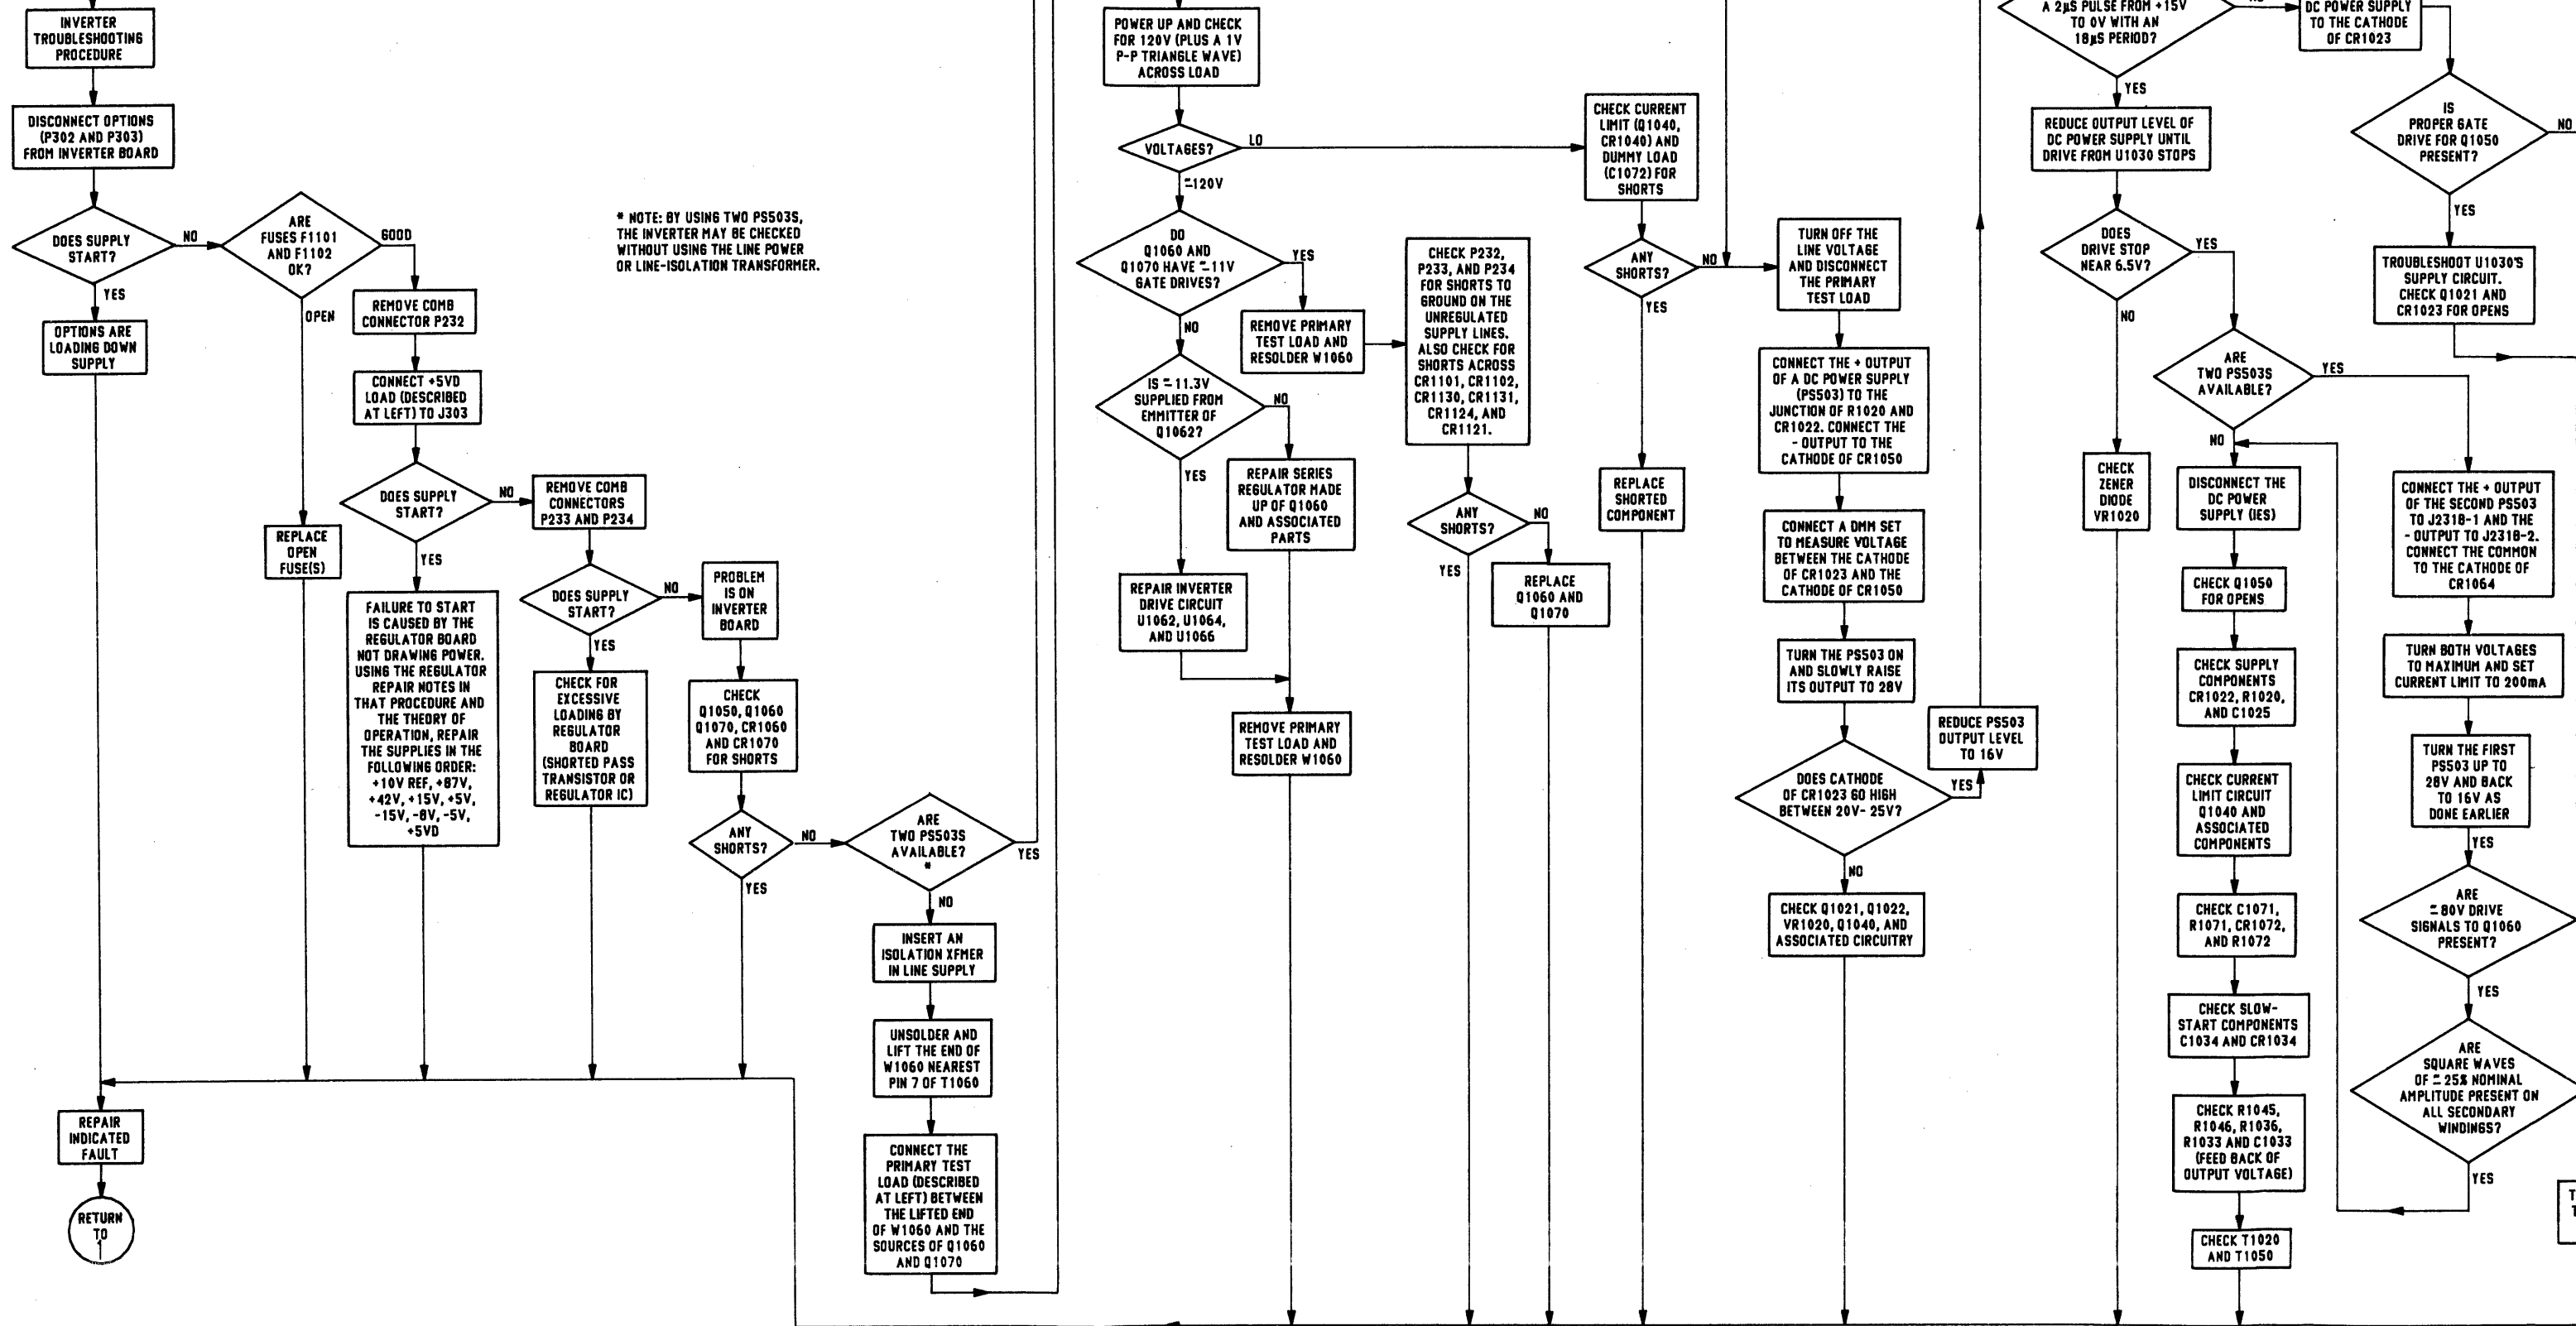 INVERTER
TROUBLESHOOTING
PROCEDURE
DISCONNECT OPTIONS
(P302 AND P303)
FROM INVERTER BOARD
DOES SUPPLY
START?
NO
YES
OPTIONS ARE
LOADING DOWN
SUPPLY
ARE
FUSES F1101
AND F1102
OK?
GOOD
OPEN
REPLACE
OPEN
FUSE(S)
REMOVE COMB
CONNECTOR P232
CONNECT +5VD
LOAD (DESCRIBED
AT LEFT) TO J303
DOES SUPPLY
START?
NO
YES
FAILURE TO START
IS CAUSED BY THE
REGULATOR BOARD
NOT DRAWING POWER.
USING THE REGULATOR
REPAIR NOTES IN
THAT PROCEDURE AND
THE THEORY OF
OPERATION, REPAIR
THE SUPPLIES IN THE
FOLLOWING ORDER:
+10V REF, +87V,
+42V, +15V, +5V,
-15V, -8V, -5V,
+5VD
REMOVE COMB
CONNECTORS
P233 AND P234
DOES SUPPLY
START?
NO
YES
CHECK FOR
EXCESSIVE
LOADING BY
REGULATOR
BOARD
(SHORTED PASS
TRANSISTOR OR
REGULATOR IC)
PROBLEM
IS ON
INVERTER
BOARD
CHECK
Q1050, Q1060
Q1070, CR1060
AND CR1070
FOR SHORTS
ANY
SHORTS?
NO
YES
ARE
TWO PS503S
AVAILABLE?
*
YES
NO
INSERT AN
ISOLATION XFMER
IN LINE SUPPLY
UNSOLDER AND
LIFT THE END OF
W1060 NEAREST
PIN 7 OF T1060
CONNECT THE
PRIMARY TEST
LOAD (DESCRIBED
AT LEFT) BETWEEN
THE LIFTED END
OF W1060 AND THE
SOURCES OF Q1060
AND Q1070
REPAIR
INDICATED
FAULT
RETURN
TO
1
* NOTE: BY USING TWO PS503S,
THE INVERTER MAY BE CHECKED
WITHOUT USING THE LINE POWER
OR LINE-ISOLATION TRANSFORMER.
POWER UP AND CHECK
FOR 120V (PLUS A 1V
P-P TRIANGLE WAVE)
ACROSS LOAD
VOLTAGES?
LO
≃120V
DO
Q1060 AND
Q1070 HAVE ≃11V
GATE DRIVES?
YES
NO
REMOVE PRIMARY
TEST LOAD AND
RESOLDER W1060
IS ≃11.3V
SUPPLIED FROM
EMMITTER OF
Q1062?
NO
YES
REPAIR SERIES
REGULATOR MADE
UP OF Q1060
AND ASSOCIATED
PARTS
REPAIR INVERTER
DRIVE CIRCUIT
U1062, U1064,
AND U1066
REMOVE PRIMARY
TEST LOAD AND
RESOLDER W1060
CHECK P232,
P233, AND P234
FOR SHORTS TO
GROUND ON THE
UNREGULATED
SUPPLY LINES.
ALSO CHECK FOR
SHORTS ACROSS
CR1101, CR1102,
CR1130, CR1131,
CR1124, AND
CR1121.
ANY
SHORTS?
NO
YES
REPLACE
Q1060 AND
Q1070
CHECK CURRENT
LIMIT (Q1040,
CR1040) AND
DUMMY LOAD
(C1072) FOR
SHORTS
ANY
SHORTS?
NO
YES
REPLACE
SHORTED
COMPONENT
TURN OFF THE
LINE VOLTAGE
AND DISCONNECT
THE PRIMARY
TEST LOAD
CONNECT THE + OUTPUT
OF A DC POWER SUPPLY
(PS503) TO THE
JUNCTION OF R1020 AND
CR1022. CONNECT THE
- OUTPUT TO THE
CATHODE OF CR1050
CONNECT A DMM SET
TO MEASURE VOLTAGE
BETWEEN THE CATHODE
OF CR1023 AND THE
CATHODE OF CR1050
TURN THE PS503 ON
AND SLOWLY RAISE
ITS OUTPUT TO 28V
DOES CATHODE
OF CR1023 GO HIGH
BETWEEN 20V- 25V?
YES
NO
REDUCE PS503
OUTPUT LEVEL
TO 16V
CHECK Q1021, Q1022,
VR1020, Q1040, AND
ASSOCIATED CIRCUITRY
A 2µS PULSE FROM +15V
TO 0V WITH AN
18µS PERIOD?
YES
DC POWER SUPPLY
TO THE CATHODE
OF CR1023
REDUCE OUTPUT LEVEL OF
DC POWER SUPPLY UNTIL
DRIVE FROM U1030 STOPS
DOES
DRIVE STOP
NEAR 6.5V?
YES
NO
CHECK
ZENER
DIODE
VR1020
IS
PROPER GATE
DRIVE FOR Q1050
PRESENT?
NO
YES
TROUBLESHOOT U1030'S
SUPPLY CIRCUIT.
CHECK Q1021 AND
CR1023 FOR OPENS
ARE
TWO PS503S
AVAILABLE?
YES
NO
DISCONNECT THE
DC POWER
SUPPLY (IES)
CHECK Q1050
FOR OPENS
CHECK SUPPLY
COMPONENTS
CR1022, R1020,
AND C1025
CHECK CURRENT
LIMIT CIRCUIT
Q1040 AND
ASSOCIATED
COMPONENTS
CHECK C1071,
R1071, CR1072,
AND R1072
CHECK SLOW-
START COMPONENTS
C1034 AND CR1034
CHECK R1045,
R1046, R1036,
R1033 AND C1033
(FEED BACK OF
OUTPUT VOLTAGE)
CHECK T1020
AND T1050
CONNECT THE + OUTPUT
OF THE SECOND PS503
TO J231B-1 AND THE
- OUTPUT TO J231B-2.
CONNECT THE COMMON
TO THE CATHODE OF
CR1064
TURN BOTH VOLTAGES
TO MAXIMUM AND SET
CURRENT LIMIT TO 200mA
TURN THE FIRST
PS503 UP TO
28V AND BACK
TO 16V AS
DONE EARLIER
YES
ARE
≃80V DRIVE
SIGNALS TO Q1060
PRESENT?
YES
ARE
SQUARE WAVES
OF ≃25% NOMINAL
AMPLITUDE PRESENT ON
ALL SECONDARY
WINDINGS?
YES